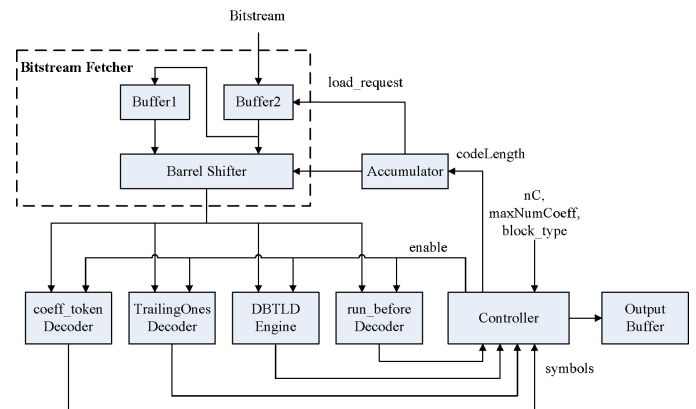 Bitstream
Bitstream Fetcher
Buffer1
Buffer2
load_request
Barrel Shifter
Accumulator
codeLength
nC,
maxNumCoeff,
block_type
enable
coeff_token
Decoder
TrailingOnes
Decoder
DBTLD
Engine
run_before
Decoder
Controller
Output
Buffer
symbols